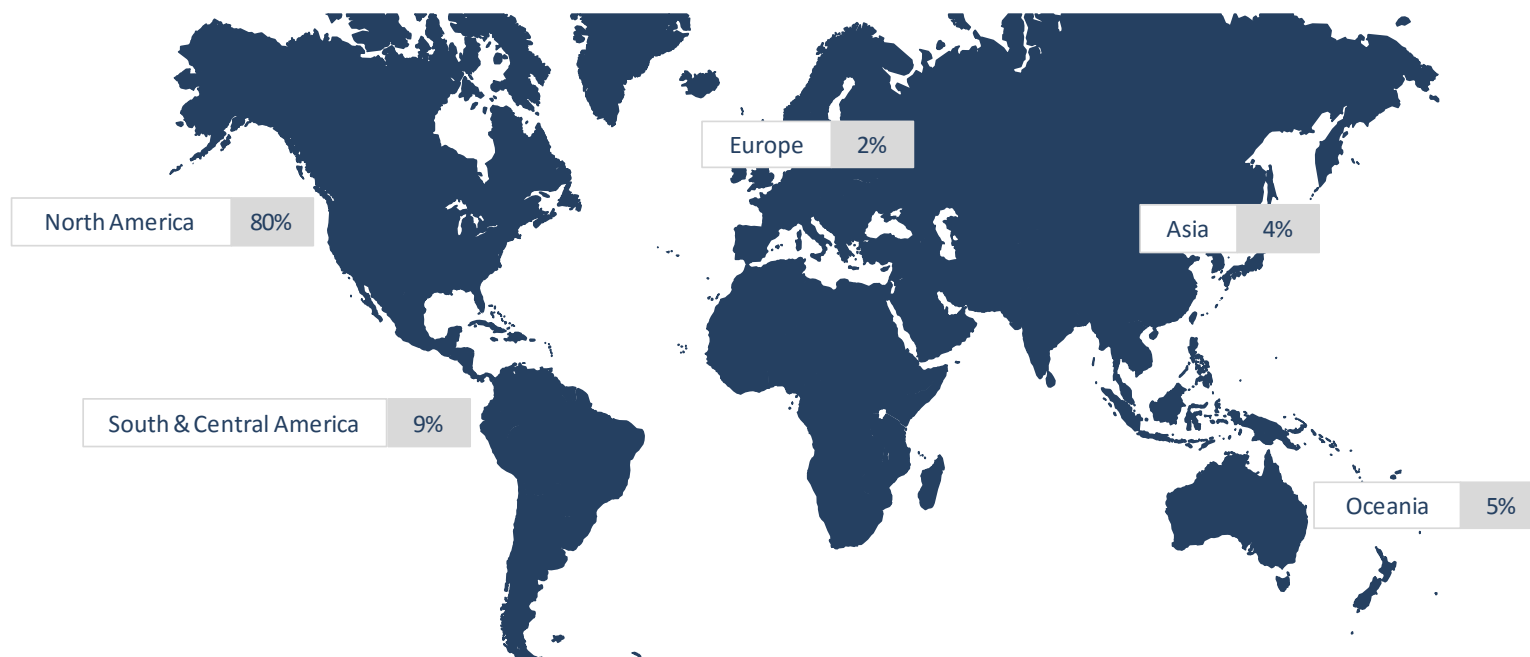 Europe 2%
North America 80%
Asia 4%
South & Central America 9%
Oceania 5%